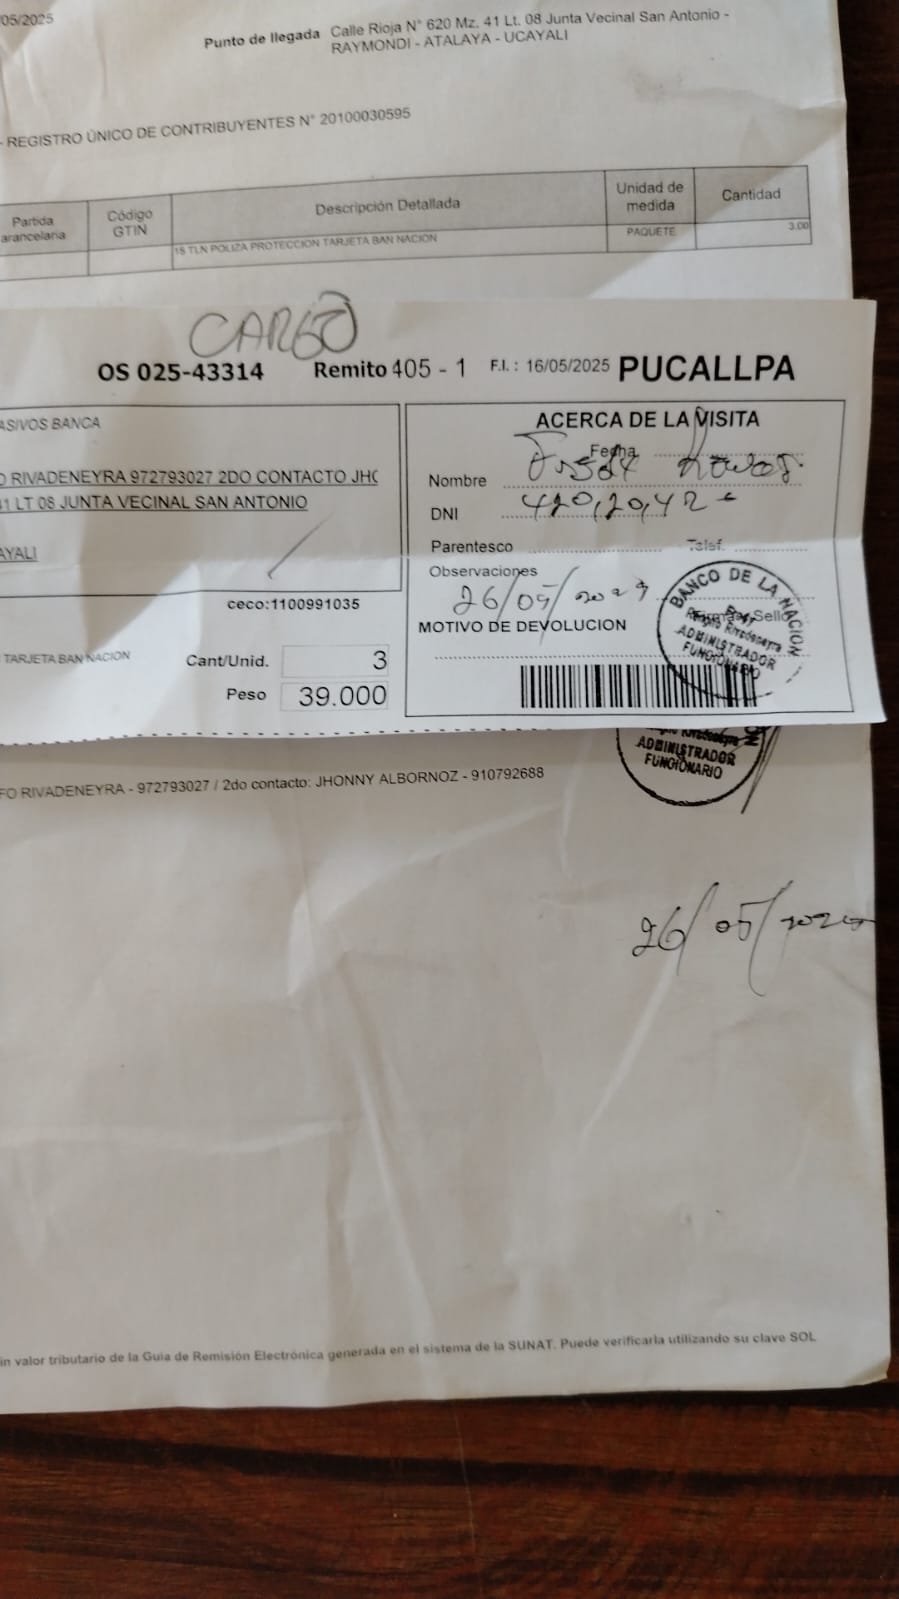 05/2025
Punto de llegada Calle Rioja N° 620 Mz. 41 Lt. 08 Junta Vecinal San Antonio -
RAYMONDI - ATALAYA - UCAYALI
- REGISTRO ÚNICO DE CONTRIBUYENTES N° 20100030595
Partida arancelaria Código GTIN Descripción Detallada Unidad de medida Cantidad
15 TLN POLIZA PROTECCION TARJETA BAN NACION PAQUETE 3.00
CARGO
OS 025-43314 Remito 405 - 1 F.I. : 16/05/2025 PUCALLPA
ASIVOS BANCA
O RIVADENEYRA 972793027 2DO CONTACTO JHO
41 LT 08 JUNTA VECINAL SAN ANTONIO
AYALI
ceco:1100991035
TARJETA BAN NACION
Cant/Unid. 3
Peso 39.000
ACERCA DE LA VISITA
Fecha
Nombre
DNI
Parentesco Telef.
Observaciones
26/05/
Firma y Sello
MOTIVO DE DEVOLUCION
BANCO DE LA NACION
Rivadeneyra
ADMINISTRADOR
FUNCIONARIO
Rivadeneyra
ADMINISTRADOR
FUNCIONARIO
FO RIVADENEYRA - 972793027 / 2do contacto: JHONNY ALBORNOZ - 910792688
26/05/2025
in valor tributario de la Guia de Remisión Electrónica generada en el sistema de la SUNAT. Puede verificarla utilizando su clave SOL